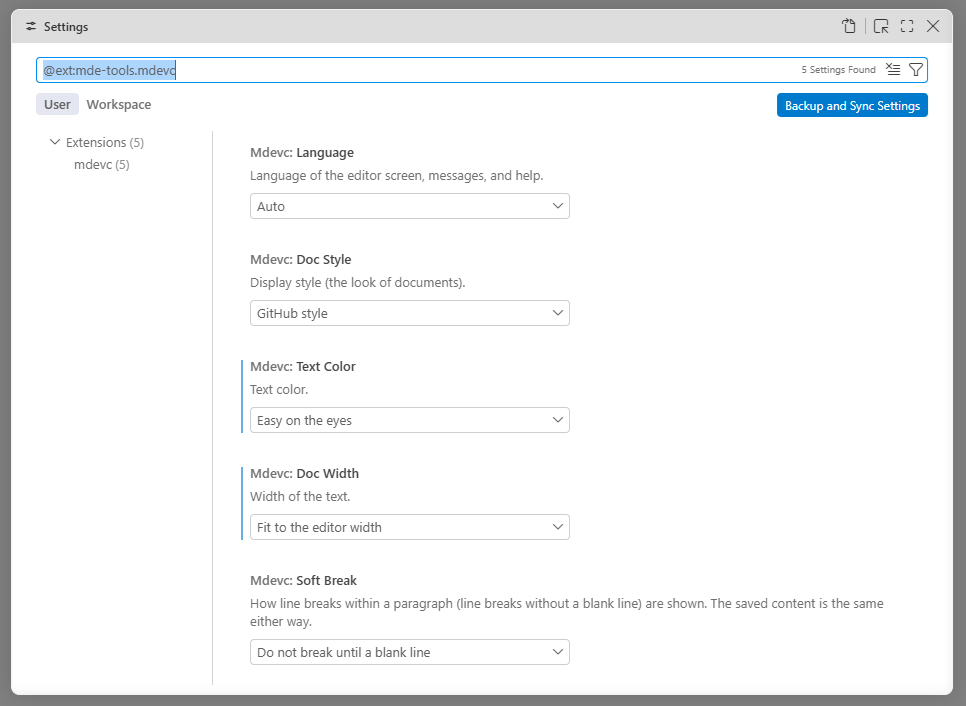 Settings
@ext:mde-tools.mdevc
5 Settings Found
User
Workspace
Backup and Sync Settings
Extensions (5)
mdevc (5)
Mdevc: Language
Language of the editor screen, messages, and help.
Auto
Mdevc: Doc Style
Display style (the look of documents).
GitHub style
Mdevc: Text Color
Text color.
Easy on the eyes
Mdevc: Doc Width
Width of the text.
Fit to the editor width
Mdevc: Soft Break
How line breaks within a paragraph (line breaks without a blank line) are shown. The saved content is the same
either way.
Do not break until a blank line